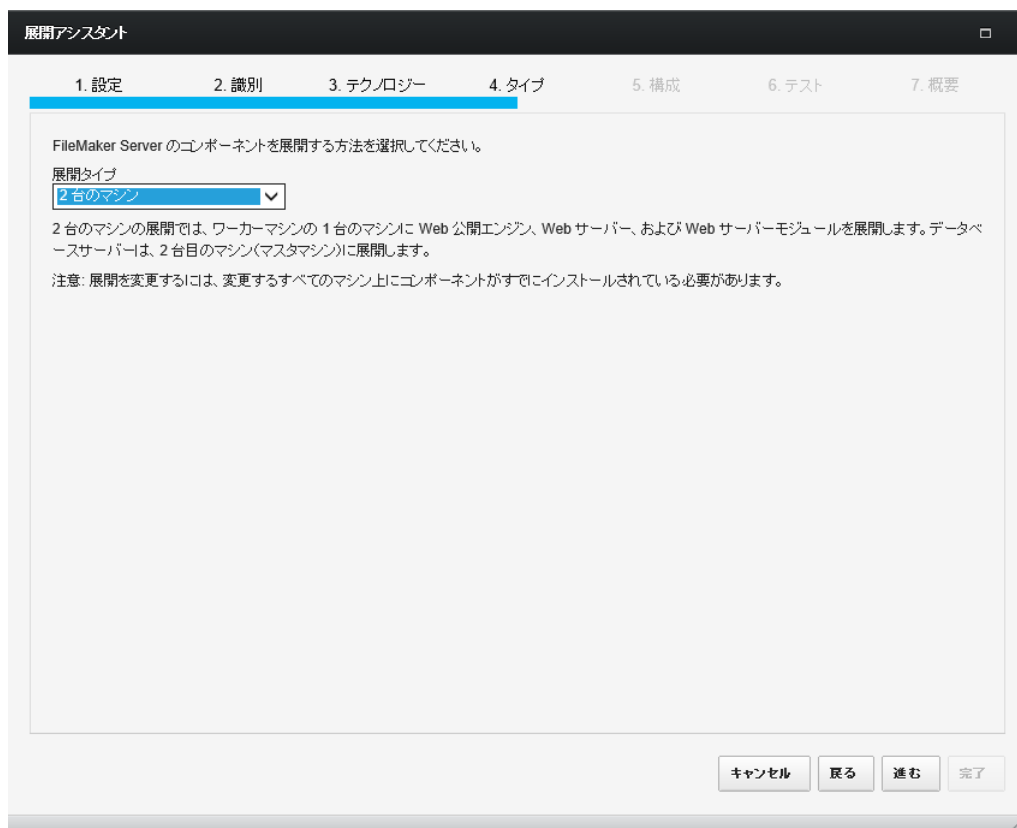 展開アシスタント
1. 設定 2. 識別 3. テクノロジー 4. タイプ 5. 構成 6. テスト 7. 概要
FileMaker Server のコンポーネントを展開する方法を選択してください。
展開タイプ
2 台のマシン
2 台のマシンの展開では、ワーカーマシンの 1 台のマシンに Web 公開エンジン、Web サーバー、および Web サーバーモジュールを展開します。データベ
ースサーバーは、2 台目のマシン(マスタマシン)に展開します。
注意: 展開を変更するには、変更するすべてのマシン上にコンポーネントがすでにインストールされている必要があります。
キャンセル 戻る 進む 完了